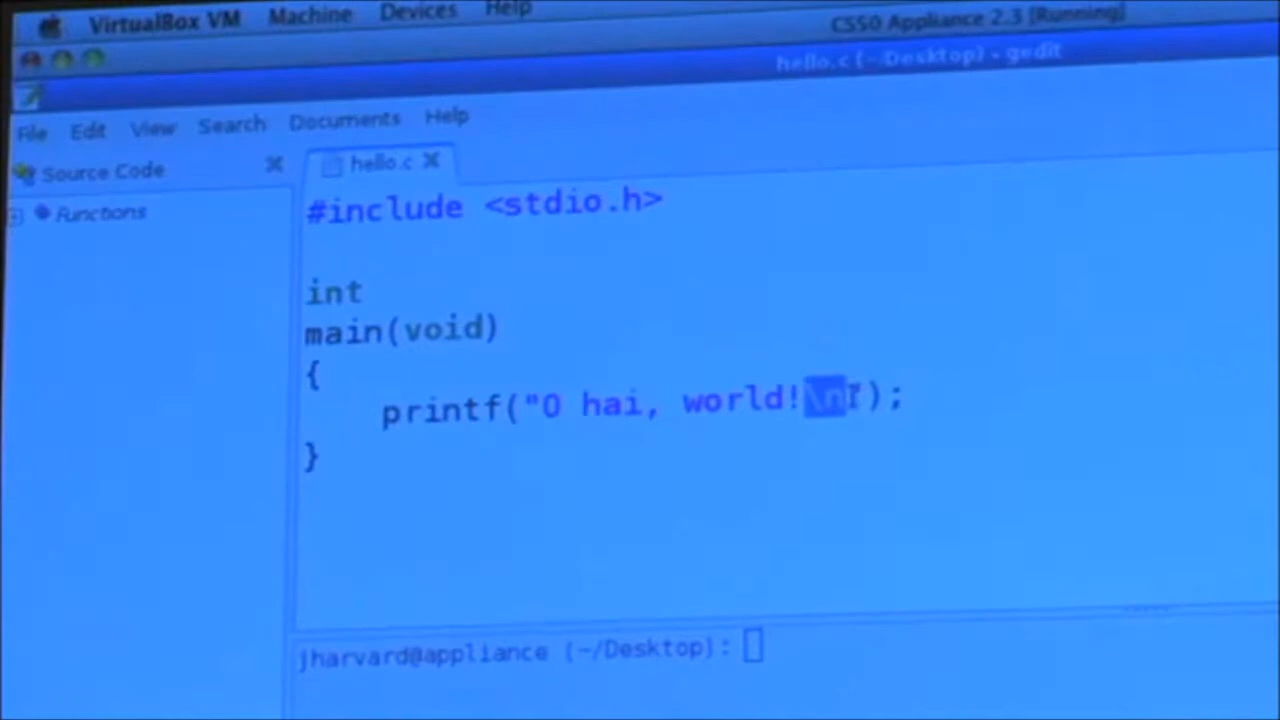 VirtualBox VM Machine Devices Help
CS50 Appliance 2.3 [Running]
hello.c (~/Desktop) - gedit
File Edit View Search Documents Help
Source Code
hello.c
Functions
#include <stdio.h>
int
main(void)
{
printf("O hai, world!\n");
}
jharvard@appliance (~/Desktop):